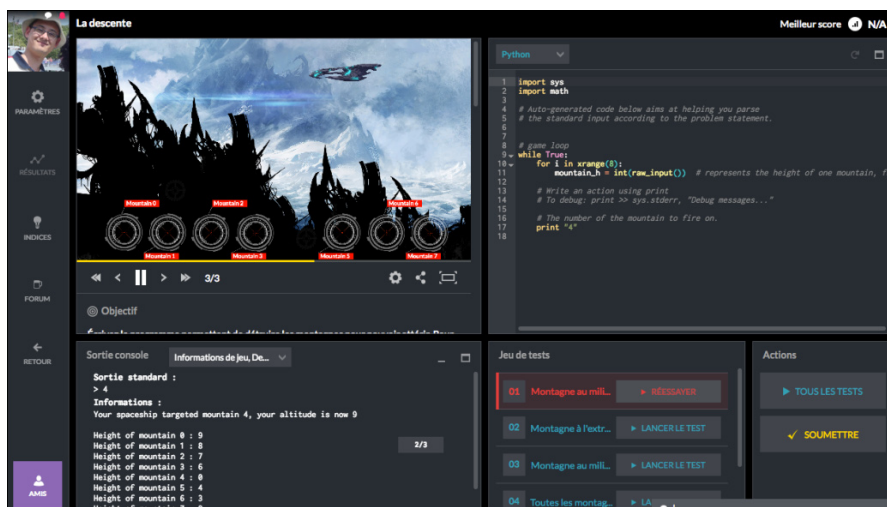 La descente
Meilleur score N/A
PARAMÈTRES
RÉSULTATS
INDICES
FORUM
RETOUR
AMIS
Mountain 0
Mountain 2
Mountain 6
Mountain 1
Mountain 3
Mountain 5
Mountain 7
3/3
Objectif
Python
1 import sys
2 import math
3
4 # Auto-generated code below aims at helping you parse
5 # the standard input according to the problem statement.
6
7
8 # game loop
9 while True:
10 for i in xrange(8):
11 mountain_h = int(raw_input()) # represents the height of one mountain, f
12
13 # Write an action using print
14 # To debug: print >> sys.stderr, "Debug messages..."
15
16 # The number of the mountain to fire on.
17 print "4"
18
Sortie console
Informations de jeu, De...
Sortie standard :
> 4
Informations :
Your spaceship targeted mountain 4, your altitude is now 9
Height of mountain 0 : 9
Height of mountain 1 : 8
Height of mountain 2 : 7
Height of mountain 3 : 6
Height of mountain 4 : 0
Height of mountain 5 : 4
Height of mountain 6 : 3
2/3
Jeu de tests
01 Montagne au mili... RÉESSAYER
02 Montagne à l'extr... LANCER LE TEST
03 Montagne au mili... LANCER LE TEST
04 Toutes les montag...
Actions
TOUS LES TESTS
SOUMETTRE